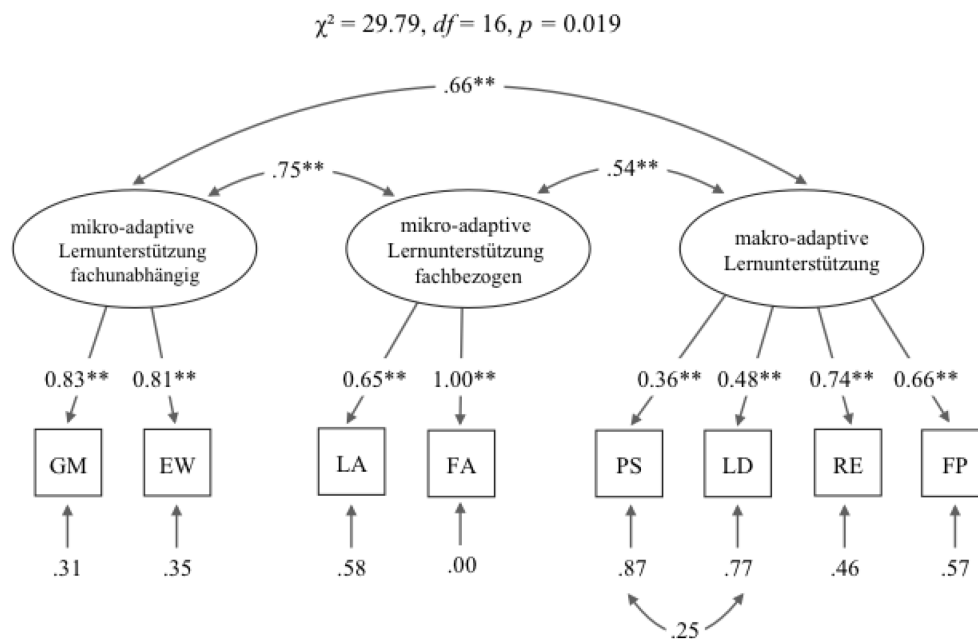 χ² = 29.79, df = 16, p = 0.019
.66**
.75**
.54**
mikro-adaptive
Lernunterstützung
fachunabhängig
mikro-adaptive
Lernunterstützung
fachbezogen
makro-adaptive
Lernunterstützung
0.83** 0.81** 0.65** 1.00** 0.36** 0.48** 0.74** 0.66**
GM EW LA FA PS LD RE FP
.31 .35 .58 .00 .87 .77 .46 .57
.25